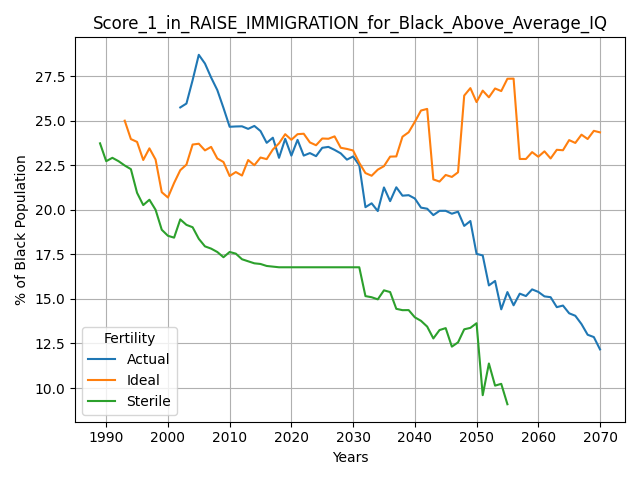 Score_1_in_RAISE_IMMIGRATION_for_Black_Above_Average_IQ
% of Black Population
27.5
25.0
22.5
20.0
17.5
15.0
12.5
10.0
Fertility
Actual
Ideal
Sterile
1990 2000 2010 2020 2030 2040 2050 2060 2070
Years